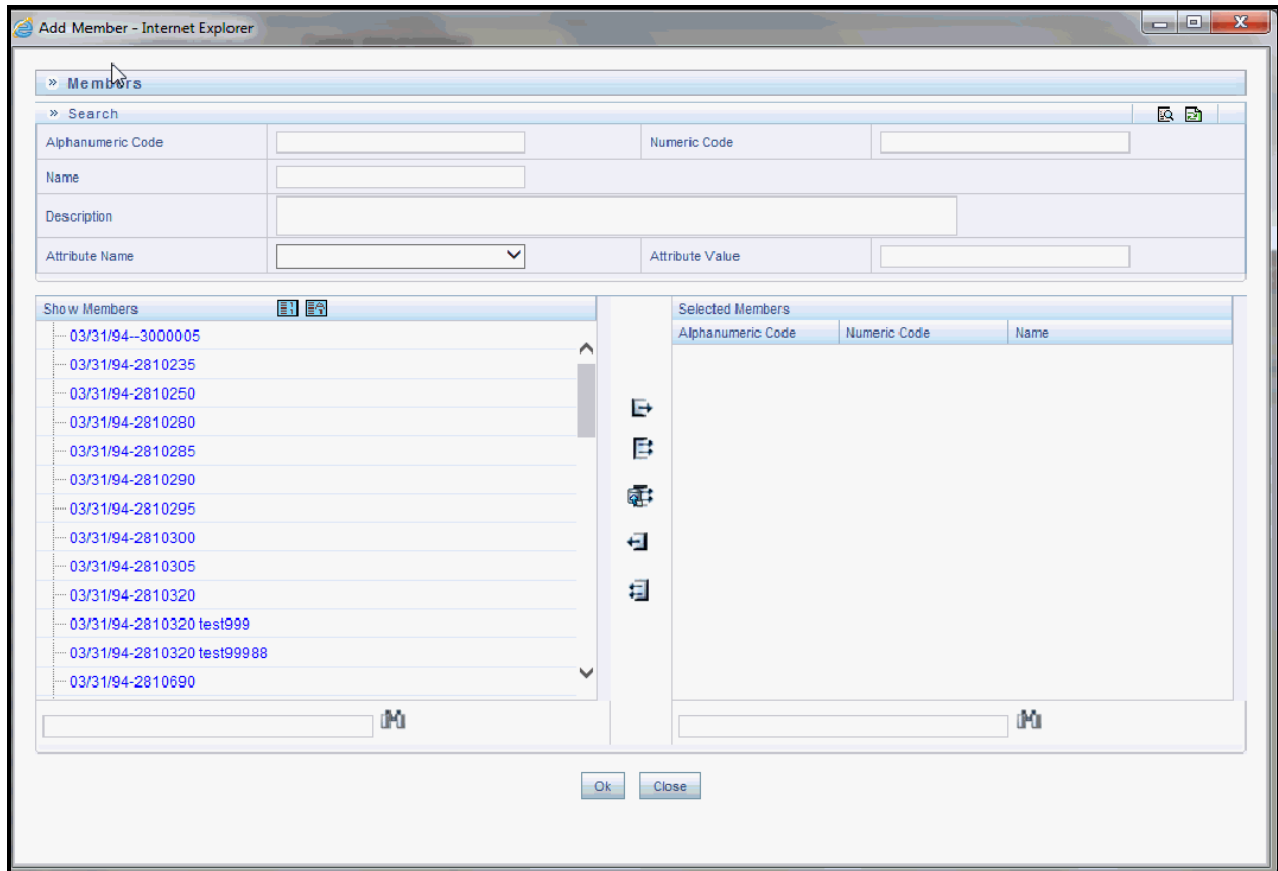 Add Member - Internet Explorer
» Members
» Search
Alphanumeric Code
Numeric Code
Name
Description
Attribute Name
Attribute Value
Show Members
03/31/94--3000005
03/31/94-2810235
03/31/94-2810250
03/31/94-2810280
03/31/94-2810285
03/31/94-2810290
03/31/94-2810295
03/31/94-2810300
03/31/94-2810305
03/31/94-2810320
03/31/94-2810320 test999
03/31/94-2810320 test99988
03/31/94-2810690
Selected Members
Alphanumeric Code Numeric Code Name
Ok Close